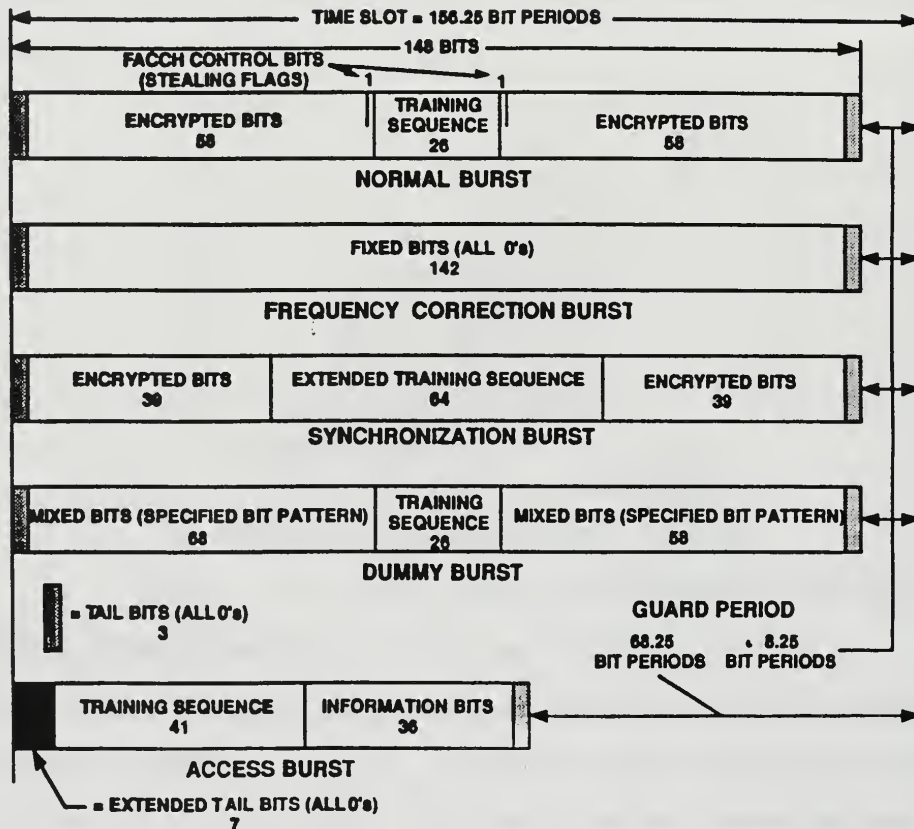 TIME SLOT = 156.25 BIT PERIODS
148 BITS
FACCH CONTROL BITS
(STEALING FLAGS)
1
1
ENCRYPTED BITS
58
TRAINING
SEQUENCE
26
ENCRYPTED BITS
58
NORMAL BURST
FIXED BITS (ALL 0's)
142
FREQUENCY CORRECTION BURST
ENCRYPTED BITS
39
EXTENDED TRAINING SEQUENCE
64
ENCRYPTED BITS
39
SYNCHRONIZATION BURST
MIXED BITS (SPECIFIED BIT PATTERN)
58
TRAINING
SEQUENCE
26
MIXED BITS (SPECIFIED BIT PATTERN)
58
DUMMY BURST
= TAIL BITS (ALL 0's)
3
GUARD PERIOD
68.25
BIT PERIODS
8.25
BIT PERIODS
TRAINING SEQUENCE
41
INFORMATION BITS
36
ACCESS BURST
= EXTENDED TAIL BITS (ALL 0's)
7